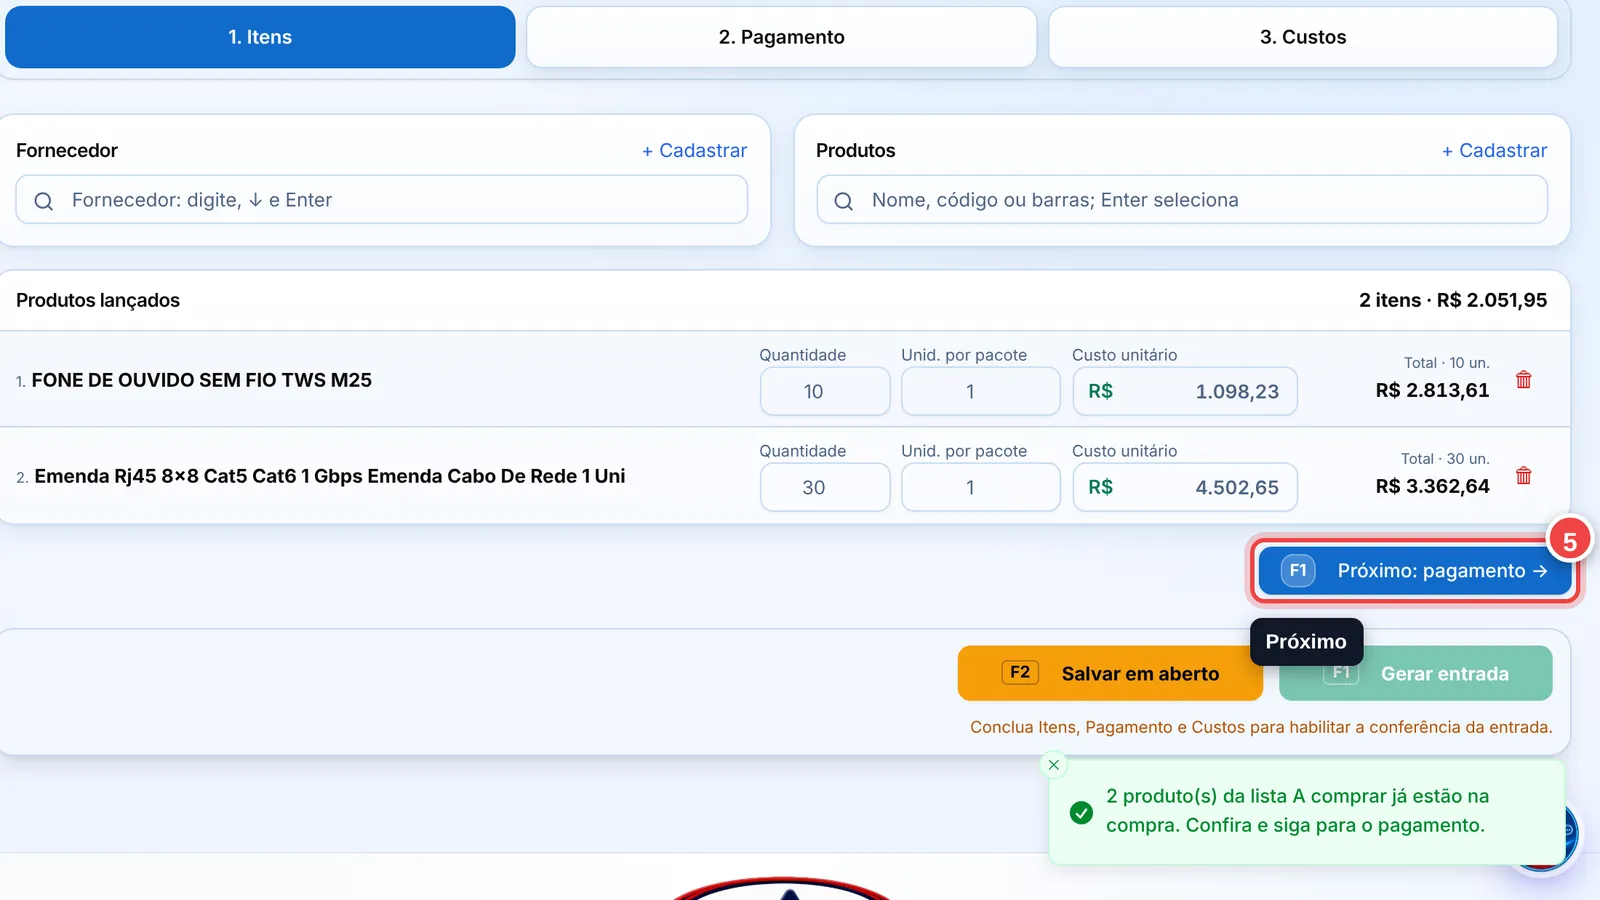 1. Itens
2. Pagamento
3. Custos
Fornecedor
+ Cadastrar
Fornecedor: digite, ↓ e Enter
Produtos
+ Cadastrar
Nome, código ou barras; Enter seleciona
Produtos lançados
2 itens · R$ 2.051,95
1. FONE DE OUVIDO SEM FIO TWS M25
Quantidade
10
Unid. por pacote
1
Custo unitário
R$ 1.098,23
Total · 10 un.
R$ 2.813,61
2. Emenda Rj45 8×8 Cat5 Cat6 1 Gbps Emenda Cabo De Rede 1 Uni
Quantidade
30
Unid. por pacote
1
Custo unitário
R$ 4.502,65
Total · 30 un.
R$ 3.362,64
5
F1 Próximo: pagamento →
Próximo
F2 Salvar em aberto
F1 Gerar entrada
Conclua Itens, Pagamento e Custos para habilitar a conferência da entrada.
2 produto(s) da lista A comprar já estão na
compra. Confira e siga para o pagamento.